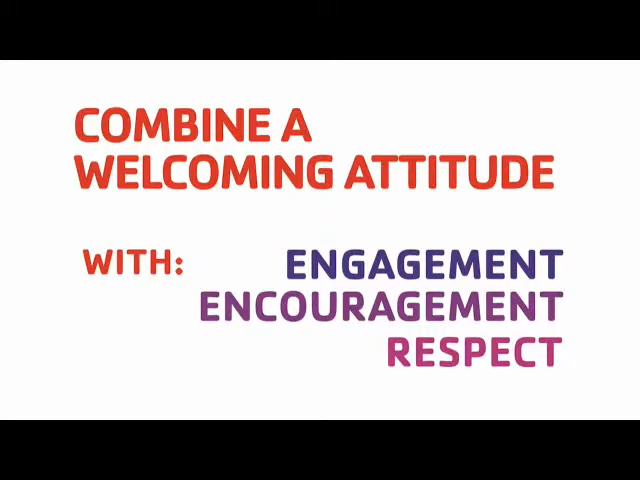 COMBINE A
WELCOMING ATTITUDE
WITH: ENGAGEMENT
ENCOURAGEMENT
RESPECT